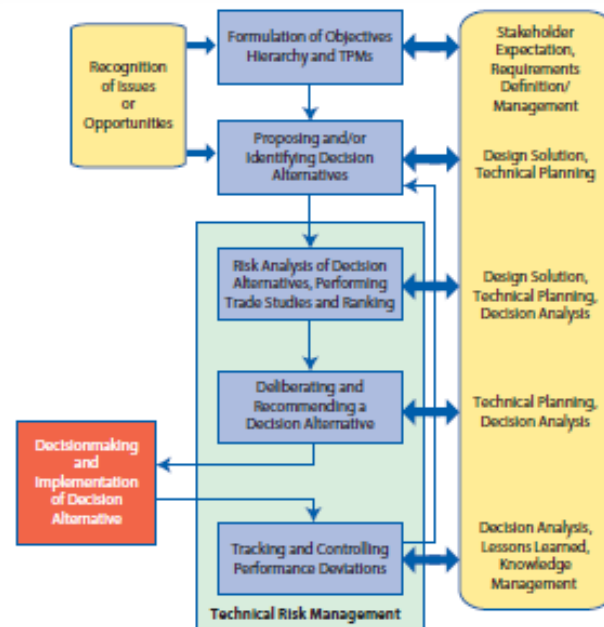 Recognition
of Issues
or
Opportunities
Formulation of Objectives
Hierarchy and TPMs
Stakeholder
Expectation,
Requirements
Definition/
Management
Proposing and/or
Identifying Decision
Alternatives
Design Solution,
Technical Planning
Risk Analysis of Decision
Alternatives, Performing
Trade Studies and Ranking
Design Solution,
Technical Planning,
Decision Analysis
Deliberating and
Recommending a
Decision Alternative
Technical Planning,
Decision Analysis
Decisionmaking
and
Implementation
of Decision
Alternative
Tracking and Controlling
Performance Deviations
Decision Analysis,
Lessons Learned,
Knowledge
Management
Technical Risk Management